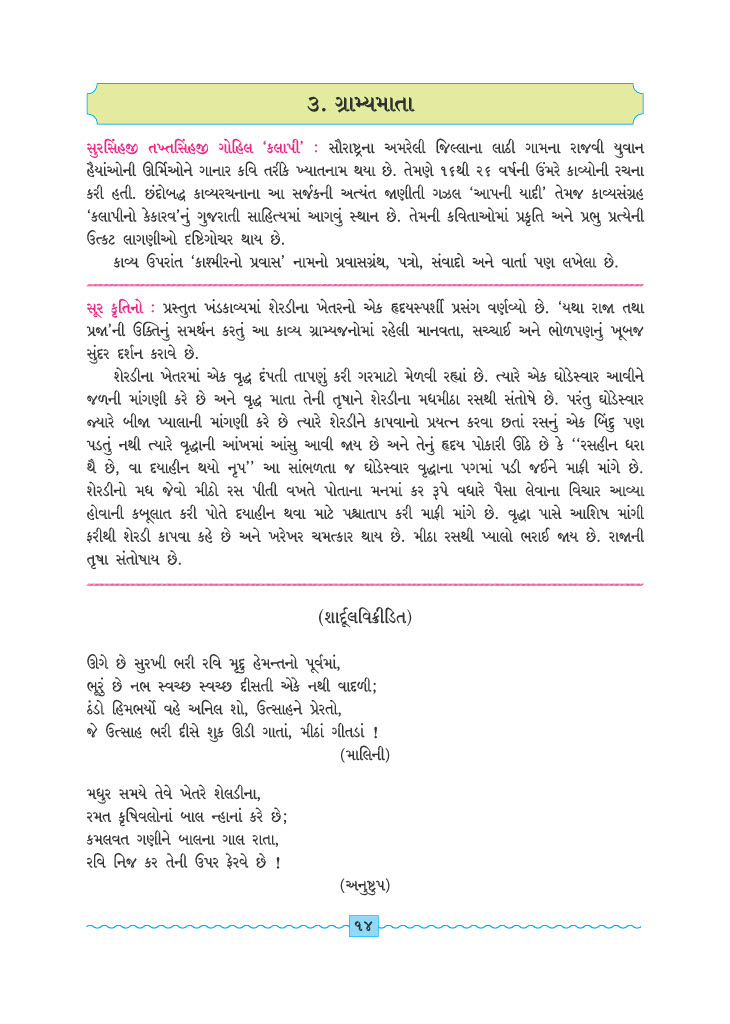 ૩. ગ્રામ્યમાતા
સુરસિંહજી તખ્તસિંહજી ગોહિલ ‘કલાપી’ : સૌરાષ્ટ્રના અમરેલી જિલ્લાના લાઠી ગામના રાજવી યુવાન
હૈયાંઓની ઊર્મિઓને ગાનાર કવિ તરીકે ખ્યાતનામ થયા છે. તેમણે ૧૬થી ૨૬ વર્ષની ઉંમરે કાવ્યોની રચના
કરી હતી. છંદોબદ્ધ કાવ્યરચનાના આ સર્જકની અત્યંત જાણીતી ગઝલ ‘આપની યાદી’ તેમજ કાવ્યસંગ્રહ
‘કલાપીનો કેકારવ’નું ગુજરાતી સાહિત્યમાં આગવું સ્થાન છે. તેમની કવિતાઓમાં પ્રકૃતિ અને પ્રભુ પ્રત્યેની
ઉત્કટ લાગણીઓ દૃષ્ટિગોચર થાય છે.
કાવ્ય ઉપરાંત ‘કાશ્મીરનો પ્રવાસ’ નામનો પ્રવાસગ્રંથ, પત્રો, સંવાદો અને વાર્તા પણ લખેલા છે.
સૂર કૃતિનો : પ્રસ્તુત ખંડકાવ્યમાં શેરડીના ખેતરનો એક હૃદયસ્પર્શી પ્રસંગ વર્ણવ્યો છે. ‘યથા રાજા તથા
પ્રજા’ની ઉક્તિનું સમર્થન કરતું આ કાવ્ય ગ્રામ્યજનોમાં રહેલી માનવતા, સચ્ચાઈ અને ભોળપણનું ખૂબજ
સુંદર દર્શન કરાવે છે.
શેરડીના ખેતરમાં એક વૃદ્ધ દંપતી તાપણું કરી ગરમાટો મેળવી રહ્યાં છે. ત્યારે એક ઘોડેસ્વાર આવીને
જળની માંગણી કરે છે અને વૃદ્ધ માતા તેની તૃષાને શેરડીના મધમીઠા રસથી સંતોષે છે. પરંતુ ઘોડેસ્વાર
જ્યારે બીજા પ્યાલાની માંગણી કરે છે ત્યારે શેરડીને કાપવાનો પ્રયત્ન કરવા છતાં રસનું એક બિંદુ પણ
પડતું નથી ત્યારે વૃદ્ધાની આંખમાં આંસુ આવી જાય છે અને તેનું હૃદય પોકારી ઊઠે છે કે ‘‘રસહીન ધરા
થૈ છે, વા દયાહીન થયો નૃપ’’ આ સાંભળતા જ ઘોડેસ્વાર વૃદ્ધાના પગમાં પડી જઈને માફી માંગે છે.
શેરડીનો મધ જેવો મીઠો રસ પીતી વખતે પોતાના મનમાં કર રૂપે વધારે પૈસા લેવાના વિચાર આવ્યા
હોવાની કબૂલાત કરી પોતે દયાહીન થવા માટે પશ્ચાતાપ કરી માફી માંગે છે. વૃદ્ધા પાસે આશિષ માંગી
ફરીથી શેરડી કાપવા કહે છે અને ખરેખર ચમત્કાર થાય છે. મીઠા રસથી પ્યાલો ભરાઈ જાય છે. રાજાની
તૃષા સંતોષાય છે.
(શાર્દૂલવિક્રીડિત)
ઊગે છે સુરખી ભરી રવિ મૃદુ હેમન્તનો પૂર્વમાં,
ભૂરું છે નભ સ્વચ્છ સ્વચ્છ દીસતી એકે નથી વાદળી;
ઠંડો હિમભર્યો વહે અનિલ શો, ઉત્સાહને પ્રેરતો,
જે ઉત્સાહ ભરી દીસે શુક ઊડી ગાતાં, મીઠાં ગીતડાં !
(માલિની)
મધુર સમયે તેવે ખેતરે શેલડીના,
રમત કૃષિવલોનાં બાલ ન્હાનાં કરે છે;
કમલવત ગણીને બાલના ગાલ રાતા,
રવિ નિજ કર તેની ઉપર ફેરવે છે !
(અનુષ્ટુપ)
૧૪